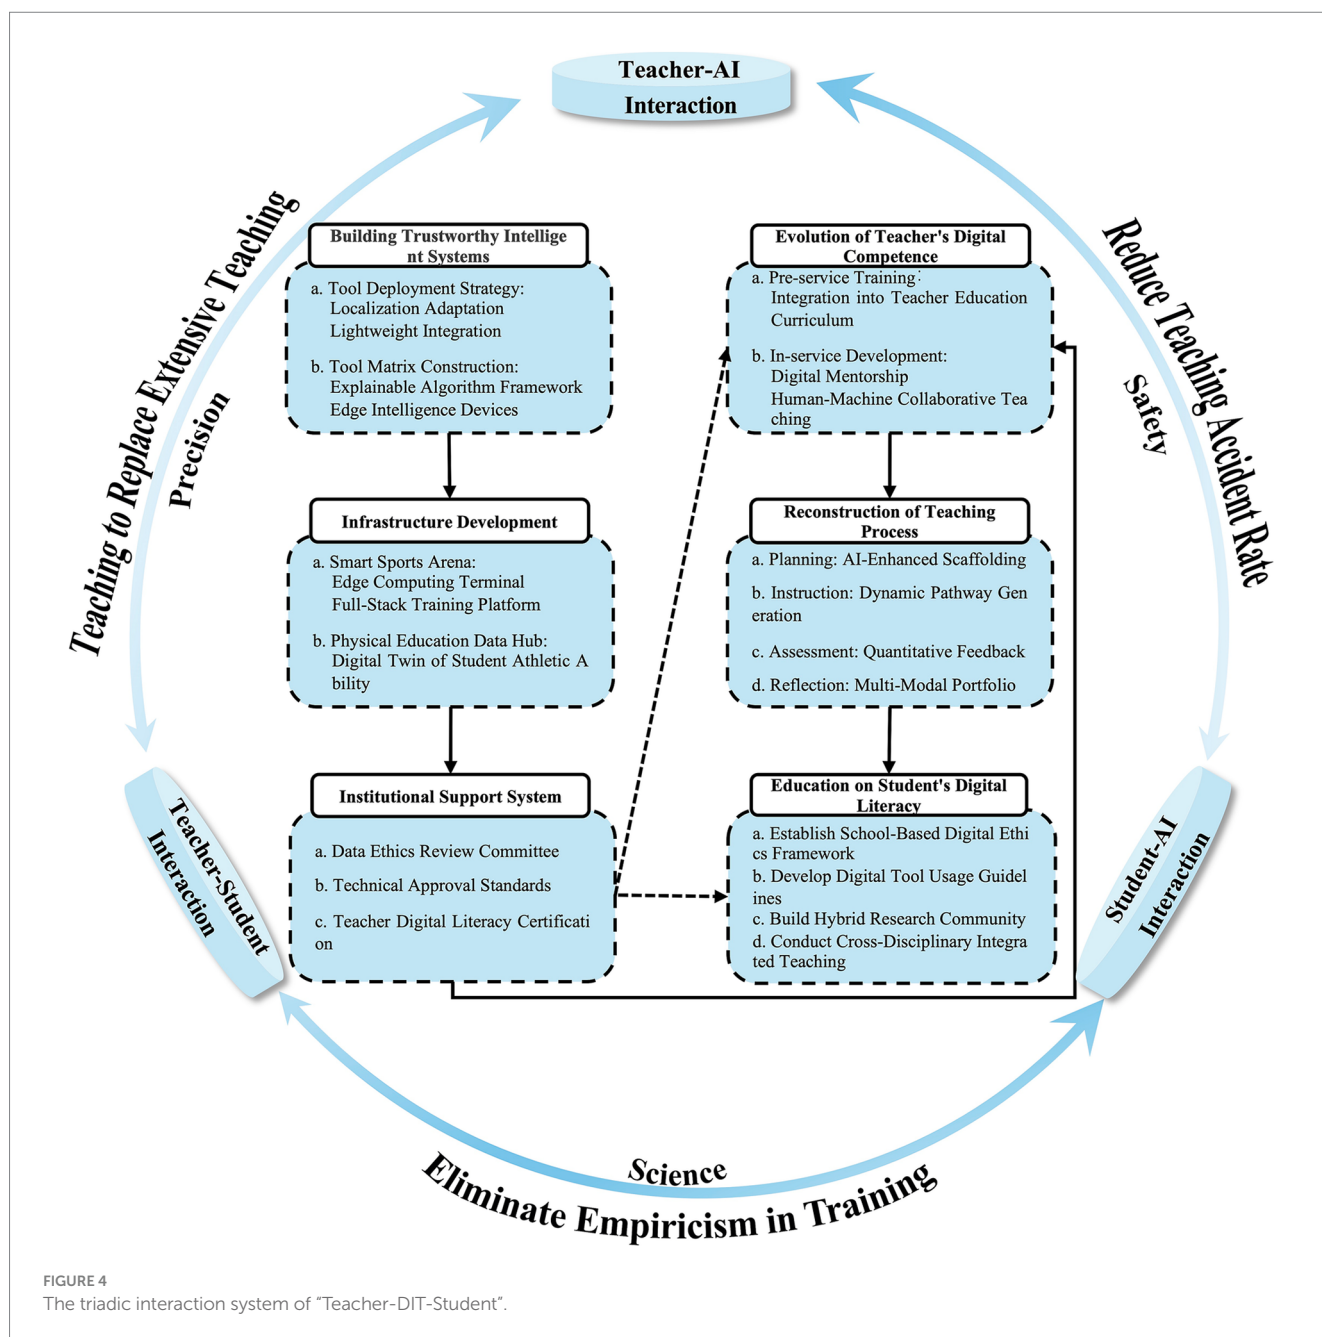 Teacher-AI
Interaction
Teaching to Replace Extensive Teaching
Precision
Reduce Teaching Accident Rate
Safety
Building Trustworthy Intellige
nt Systems
a. Tool Deployment Strategy:
Localization Adaptation
Lightweight Integration
b. Tool Matrix Construction:
Explainable Algorithm Framework
Edge Intelligence Devices
Infrastructure Development
a. Smart Sports Arena:
Edge Computing Terminal
Full-Stack Training Platform
b. Physical Education Data Hub:
Digital Twin of Student Athletic A
bility
Institutional Support System
a. Data Ethics Review Committee
b. Technical Approval Standards
c. Teacher Digital Literacy Certificati
on
Evolution of Teacher's Digital
Competence
a. Pre-service Training:
Integration into Teacher Education
Curriculum
b. In-service Development:
Digital Mentorship
Human-Machine Collaborative Tea
ching
Reconstruction of Teaching
Process
a. Planning: AI-Enhanced Scaffolding
b. Instruction: Dynamic Pathway Gen
eration
c. Assessment: Quantitative Feedback
d. Reflection: Multi-Modal Portfolio
Education on Student's Digital
Literacy
a. Establish School-Based Digital Ethi
cs Framework
b. Develop Digital Tool Usage Guidel
ines
c. Build Hybrid Research Community
d. Conduct Cross-Disciplinary Integra
ted Teaching
Teacher-Student
Interaction
Student-AI
Interaction
Science
Eliminate Empiricism in Training
FIGURE 4
The triadic interaction system of “Teacher-DIT-Student”.